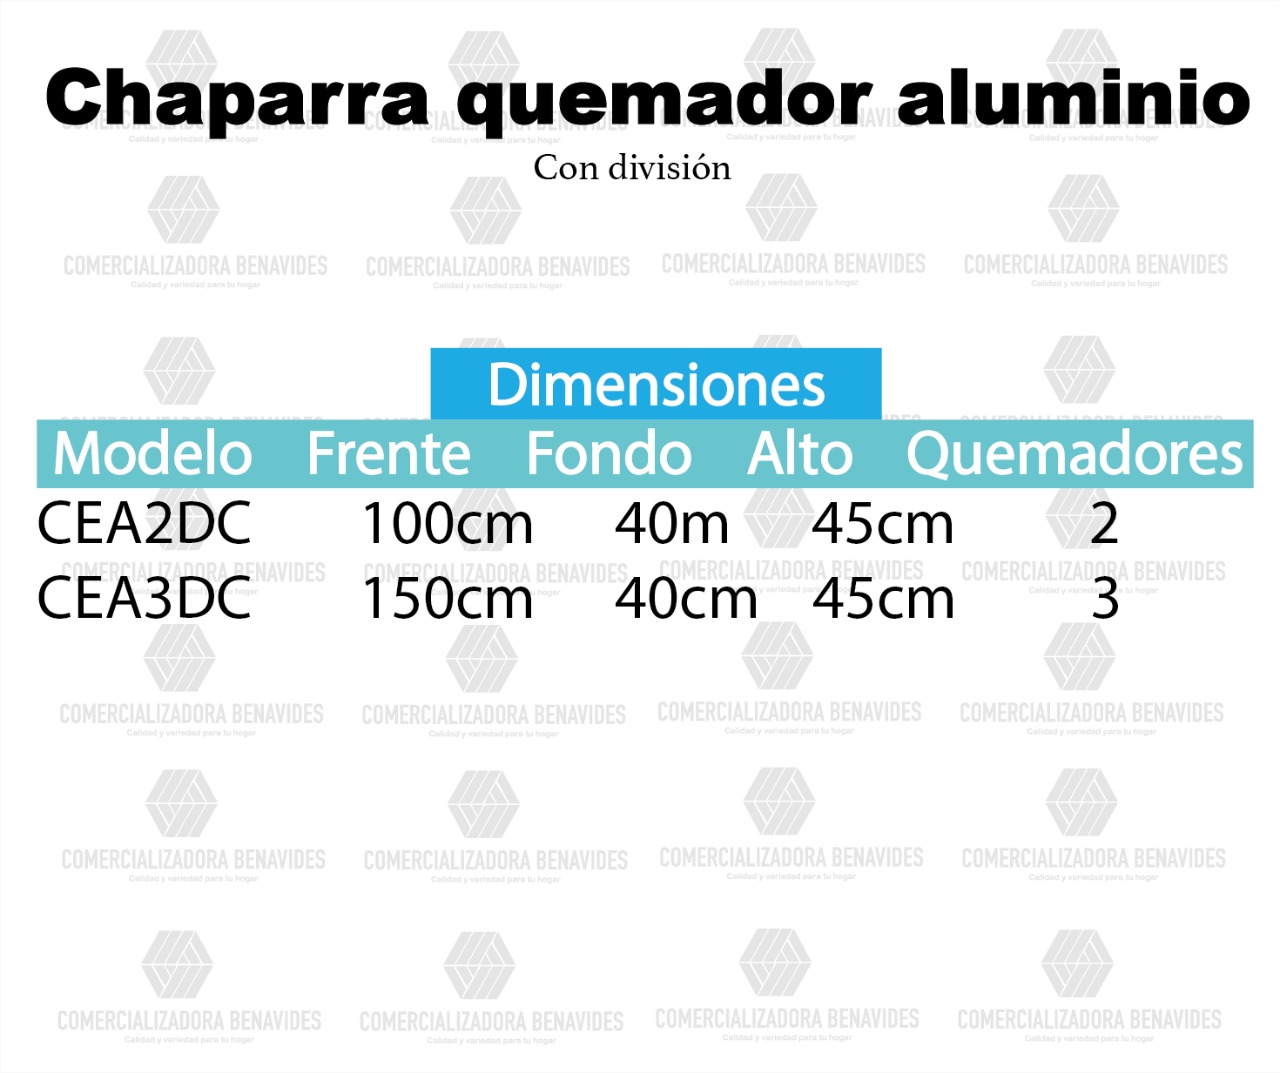 Chaparra quemador aluminio
Con división
Dimensiones
Modelo Frente Fondo Alto Quemadores
CEA2DC 100cm 40m 45cm 2
CEA3DC 150cm 40cm 45cm 3
COMERCIALIZADORA BENAVIDES
Calidad y variedad para tu hogar